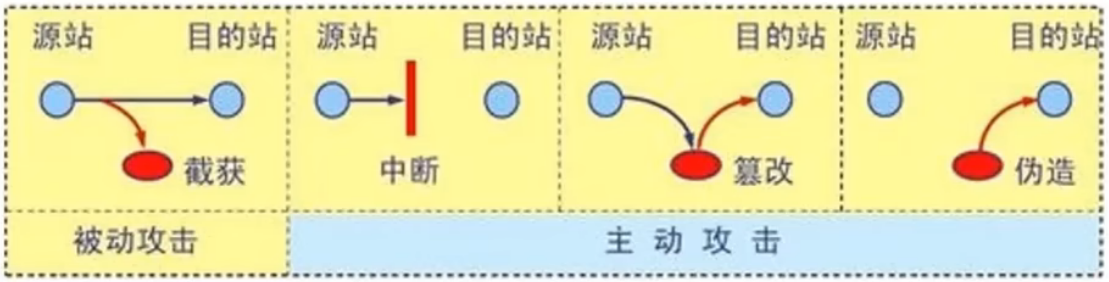 源站 目的站 源站 目的站 源站 目的站 源站 目的站
截获 中断 篡改 伪造
被动攻击 主动攻击